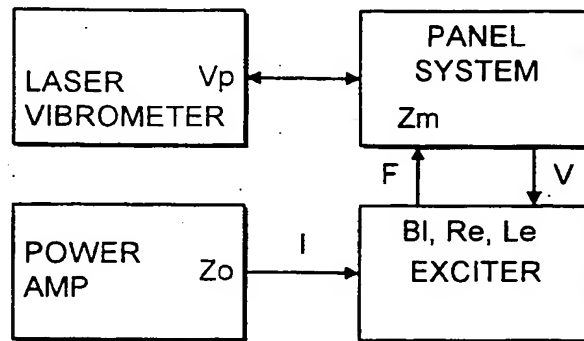 LASER
VIBROMETER
Vp
PANEL
SYSTEM
Zm
F
V
POWER
AMP
Zo
I
Bl, Re, Le
EXCITER